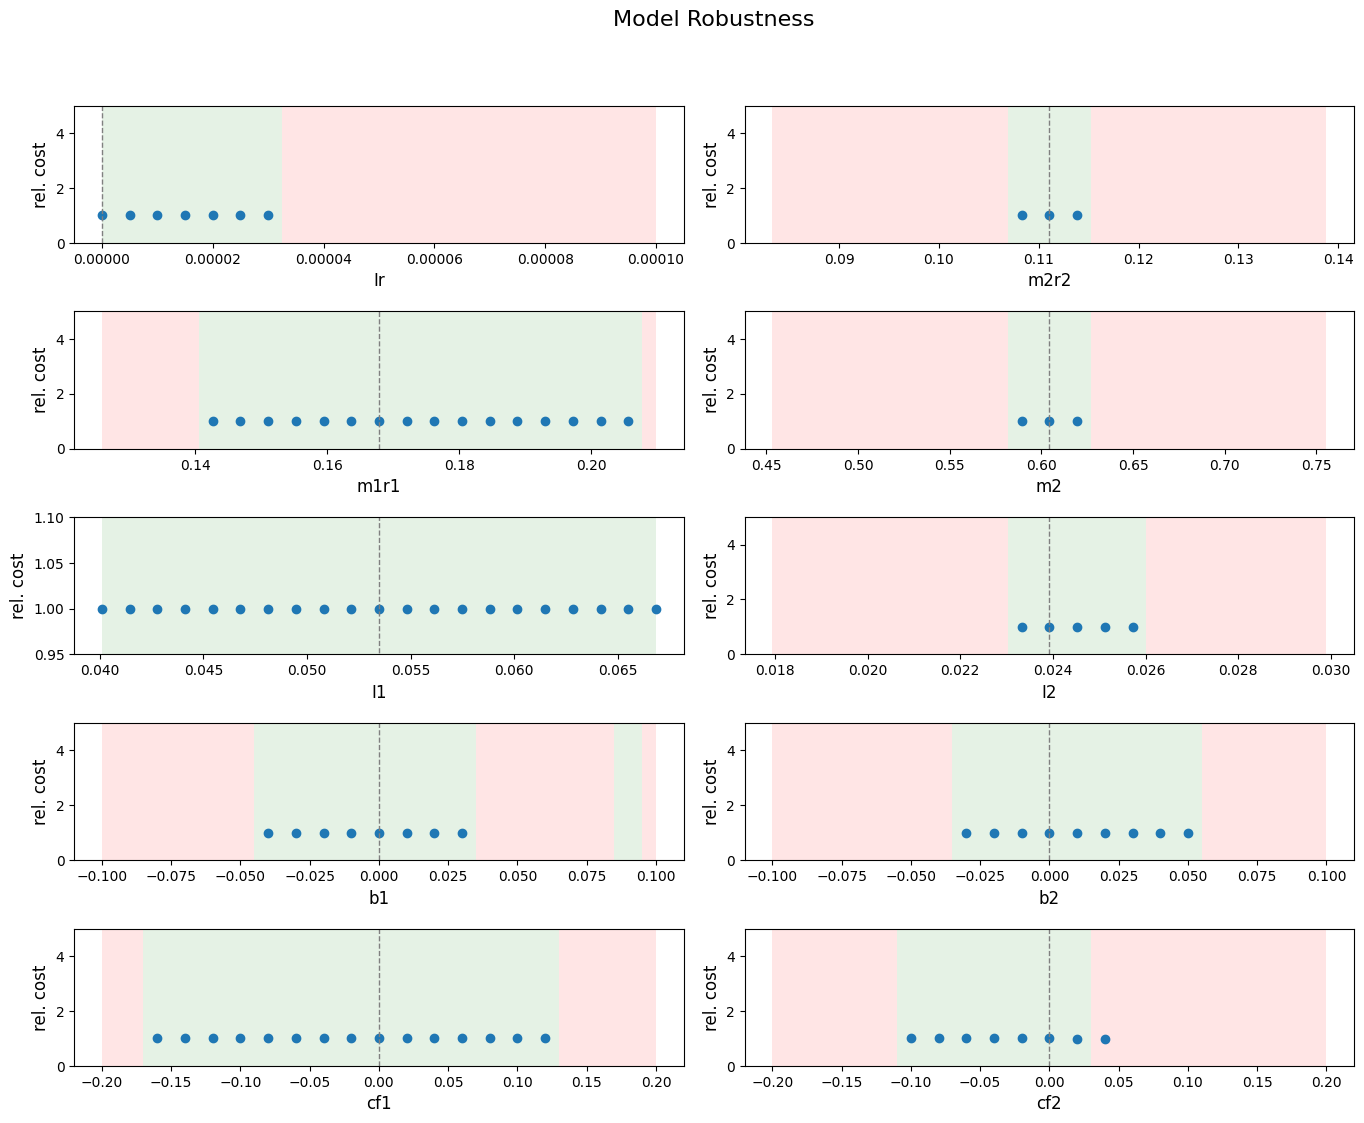 Model Robustness
4
2
0
rel. cost
0.00000 0.00002 0.00004 0.00006 0.00008 0.00010
Ir
4
2
0
rel. cost
0.09 0.10 0.11 0.12 0.13 0.14
m2r2
4
2
0
rel. cost
0.14 0.16 0.18 0.20
m1r1
4
2
0
rel. cost
0.45 0.50 0.55 0.60 0.65 0.70 0.75
m2
1.10
1.05
1.00
0.95
rel. cost
0.040 0.045 0.050 0.055 0.060 0.065
I1
4
2
0
rel. cost
0.018 0.020 0.022 0.024 0.026 0.028 0.030
I2
4
2
0
rel. cost
−0.100 −0.075 −0.050 −0.025 0.000 0.025 0.050 0.075 0.100
b1
4
2
0
rel. cost
−0.100 −0.075 −0.050 −0.025 0.000 0.025 0.050 0.075 0.100
b2
4
2
0
rel. cost
−0.20 −0.15 −0.10 −0.05 0.00 0.05 0.10 0.15 0.20
cf1
4
2
0
rel. cost
−0.20 −0.15 −0.10 −0.05 0.00 0.05 0.10 0.15 0.20
cf2